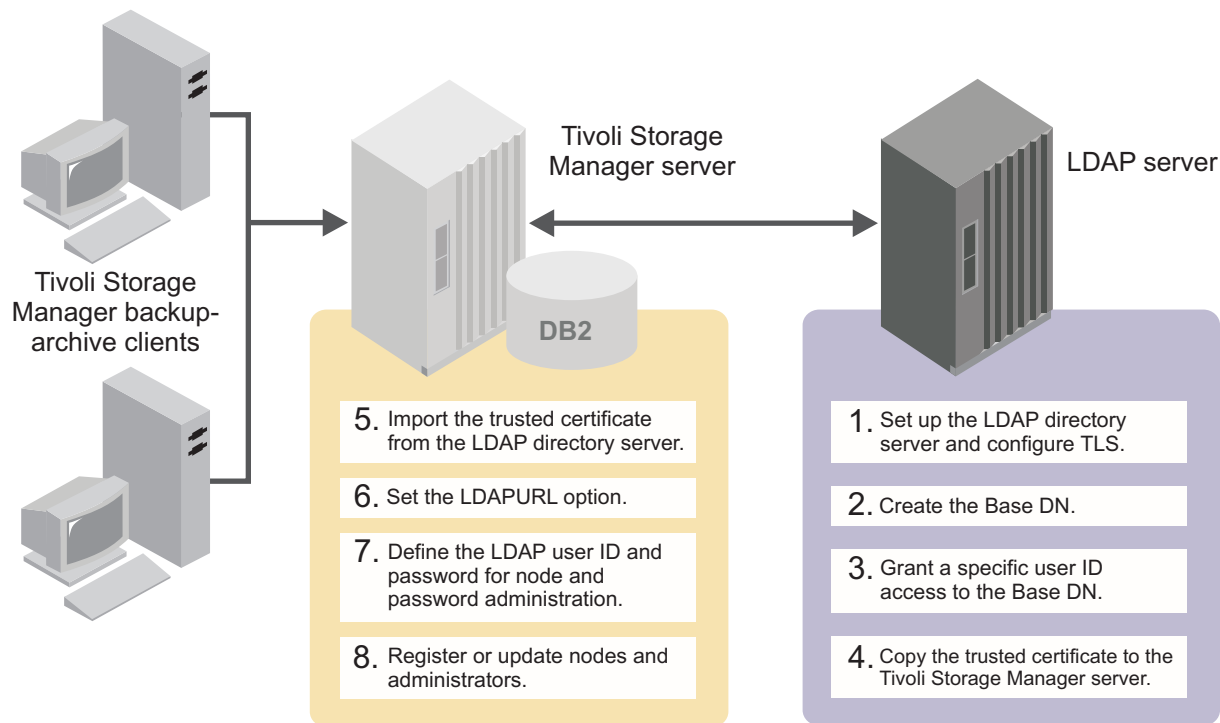 Tivoli Storage
Manager backup-
archive clients
Tivoli Storage
Manager server
DB2
LDAP server
5. Import the trusted certificate
from the LDAP directory server.
6. Set the LDAPURL option.
7. Define the LDAP user ID and
password for node and
password administration.
8. Register or update nodes and
administrators.
1. Set up the LDAP directory
server and configure TLS.
2. Create the Base DN.
3. Grant a specific user ID
access to the Base DN.
4. Copy the trusted certificate to the
Tivoli Storage Manager server.